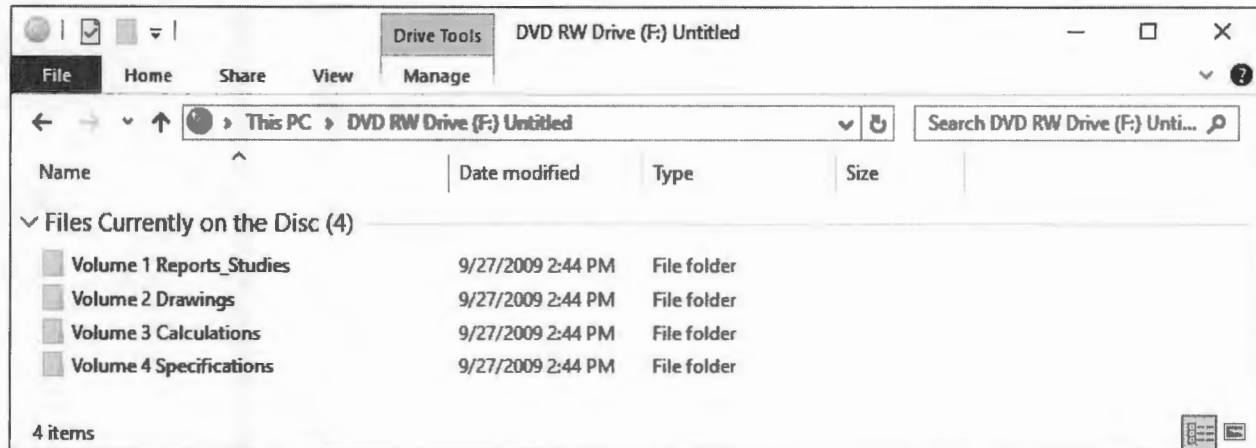 Drive Tools DVD RW Drive (F:) Untitled
File Home Share View Manage
This PC DVD RW Drive (F:) Untitled Search DVD RW Drive (F:) Unti...
Name Date modified Type Size
Files Currently on the Disc (4)
Volume 1 Reports_Studies 9/27/2009 2:44 PM File folder
Volume 2 Drawings 9/27/2009 2:44 PM File folder
Volume 3 Calculations 9/27/2009 2:44 PM File folder
Volume 4 Specifications 9/27/2009 2:44 PM File folder
4 items